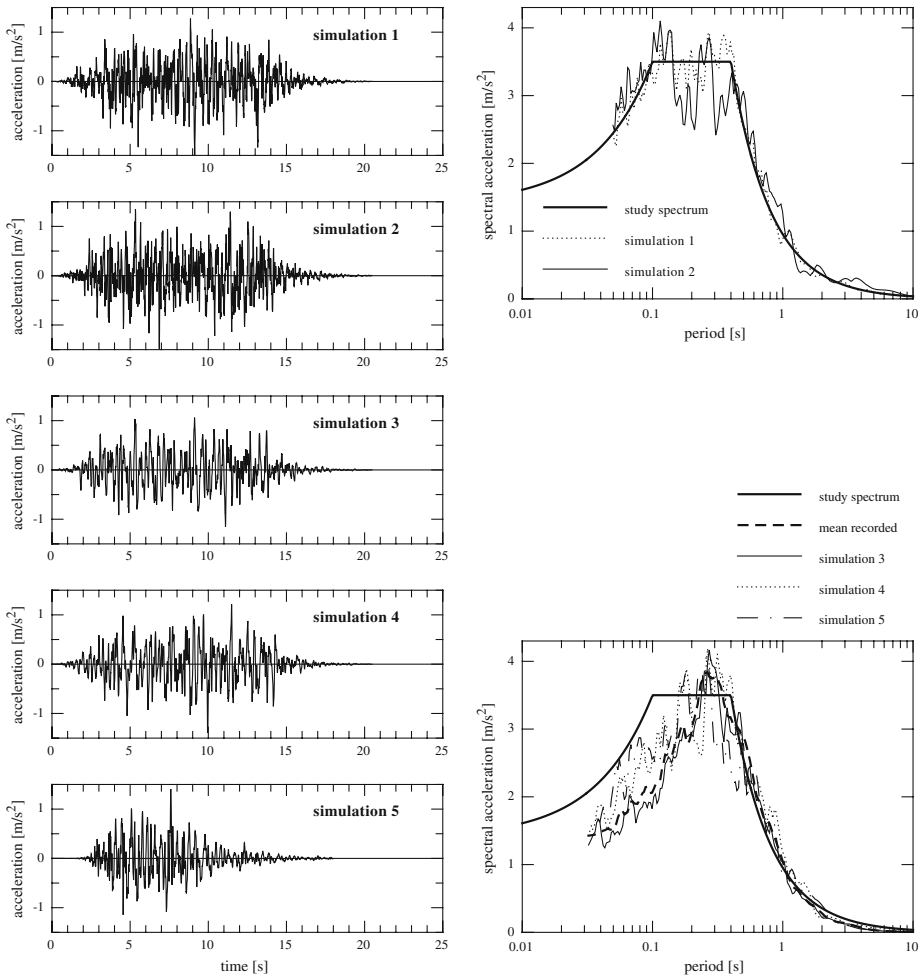 acceleration [m/s²]
1
0
-1
simulation 1
0 5 10 15 20 25
acceleration [m/s²]
1
0
-1
simulation 2
0 5 10 15 20 25
acceleration [m/s²]
1
0
-1
simulation 3
0 5 10 15 20 25
acceleration [m/s²]
1
0
-1
simulation 4
0 5 10 15 20 25
acceleration [m/s²]
1
0
-1
simulation 5
0 5 10 15 20 25
time [s]
spectral acceleration [m/s²]
4
3
2
1
0
study spectrum
simulation 1
simulation 2
0.01 0.1 1 10
period [s]
study spectrum
mean recorded
simulation 3
simulation 4
simulation 5
spectral acceleration [m/s²]
4
3
2
1
0
0.01 0.1 1 10
period [s]